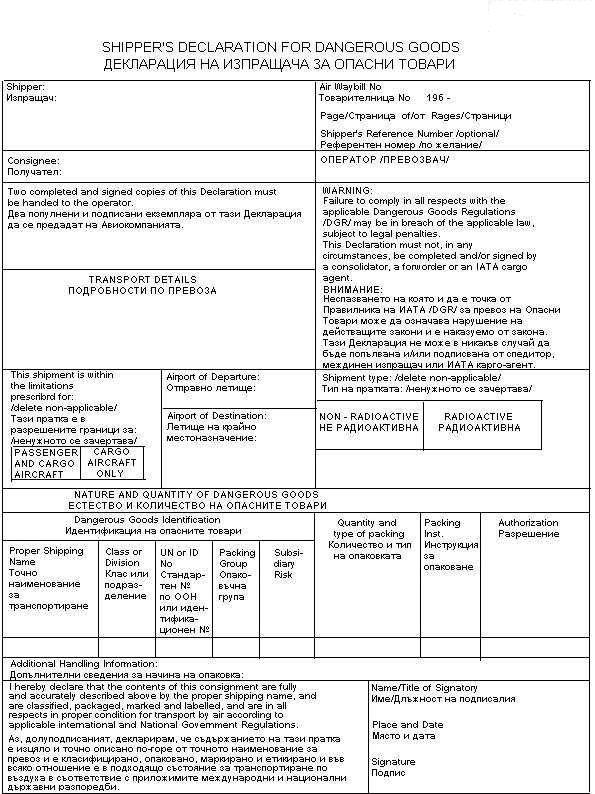 SHIPPER'S DECLARATION FOR DANGEROUS GOODS
ДЕКЛАРАЦИЯ НА ИЗПРАЩАЧА ЗА ОПАСНИ ТОВАРИ
Shipper:
Изпращач:
Air Waybill No
Товарителница No 196 -
Page/Страница of/от Rages/Страници
Shipper's Reference Number /optional/
Референтен номер /по желание/
Consignee:
Получател:
ОПЕРАТОР /ПРЕВОЗВАЧ/
Two completed and signed copies of this Declaration must
be handed to the operator.
Два популнени и подписани екземпляра от тази Декларация
да се предадат на Авиокомпанията.
WARNING:
Failure to comply in all respects with the
applicable Dangerous Goods Regulations
/DGR/ may be in breach of the applicable law,
subject to legal penalties.
This Declaration must not, in any
circumstances, be completed and/or signed by
a consolidator, a forworder or an IATA cargo
agent.
ВНИМАНИЕ:
Неспазването на която и да е точка от
Правилника на ИАТА /DGR/ за превоз на Опасни
Товари може да означава нарушение на
действащите закони и е наказуемо от закона.
Тази Декларация не може в никакъв случай да
бъде попълвана и/или подписвана от спедитор,
междинен изпращач или ИАТА карго-агент.
TRANSPORT DETAILS
ПОДРОБНОСТИ ПО ПРЕВОЗА
This shipment is within
the limitations
prescribrd for:
/delete non-applicable/
Тази пратка е в
разрешените граници за:
/ненужното се зачертава/
PASSENGER
AND CARGO
AIRCRAFT
CARGO
AIRCRAFT
ONLY
Airport of Departure:
Отправно летище:
Airport of Destination:
Летище на крайно
местоназначение:
Shipment type: /delete non-applicable/
Тип на пратката: /ненужното се зачертава/
NON - RADIOACTIVE
НЕ РАДИОАКТИВНА
RADIOACTIVE
РАДИОАКТИВНА
NATURE AND QUANTITY OF DANGEROUS GOODS
ЕСТЕСТВО И КОЛИЧЕСТВО НА ОПАСНИТЕ ТОВАРИ
Dangerous Goods Identification
Идентификация на опасните товари
Proper Shipping
Name
Точно
наименование
за
транспортиране
Class or
Division
Клас или
подраз-
деление
UN or ID
No
Стандар-
тен №
по ООН
или иден-
тифика-
ционен №
Packing
Group
Опако-
въчна
група
Subsi-
diary
Risk
Quantity and
type of packing
Количество и тип
на опаковката
Packing
Inst.
Инструкция
за
опаковане
Authorization
Разрешение
Additional Handling Information:
Допълнителни сведения за начина на опаковка:
I hereby declare that the contents of this consignment are fully
and accurately described above by the proper shipping name, and
are classified, packaged, marked and labelled, and are in all
respects in proper condition for transport by air according to
applicable international and National Government Regulations.
Аз, долуподписаният, декларирам, че съдържанието на тази пратка
е изцяло и точно описано по-горе от точното наименование за
превоз и е класифицирано, опаковано, маркирано и етикирано и във
всяко отношение е в подходящо състояние за транспортиране по
въздуха в съответствие с приложимите международни и национални
държавни разпоредби.
Name/Title of Signatory
Име/Длъжност на подписалия
Place and Date
Място и дата
Signature
Подпис